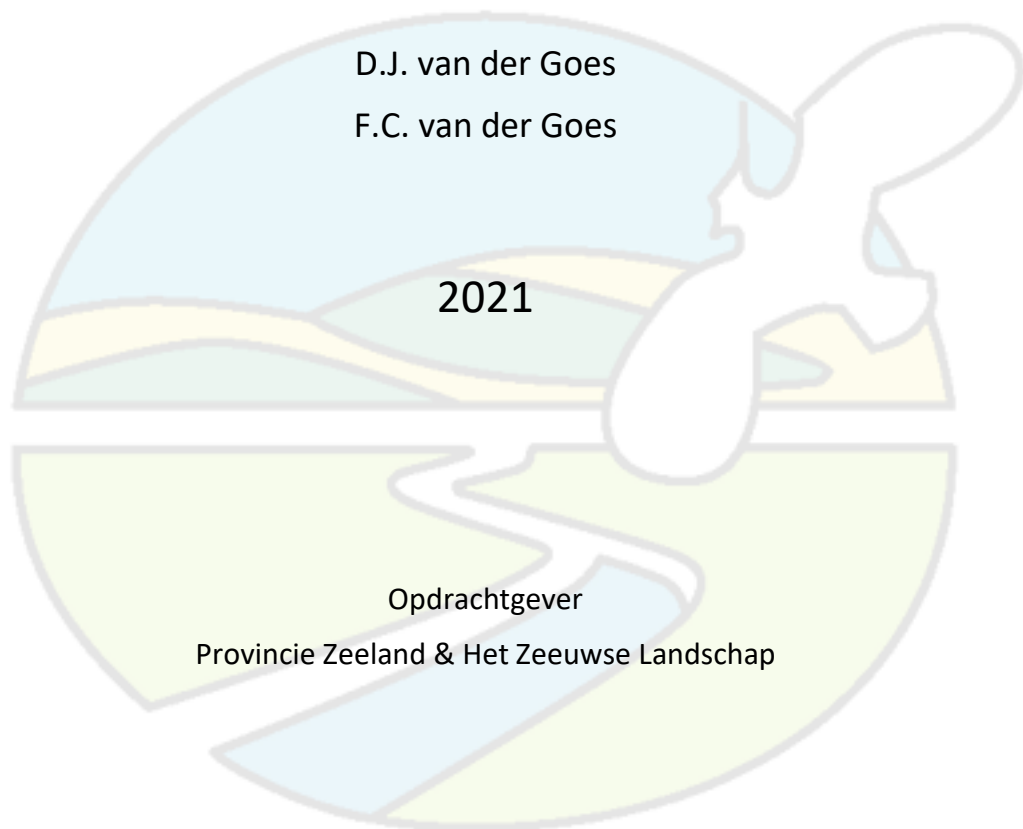 D.J. van der Goes
F.C. van der Goes
2021
Opdrachtgever
Provincie Zeeland & Het Zeeuwse Landschap